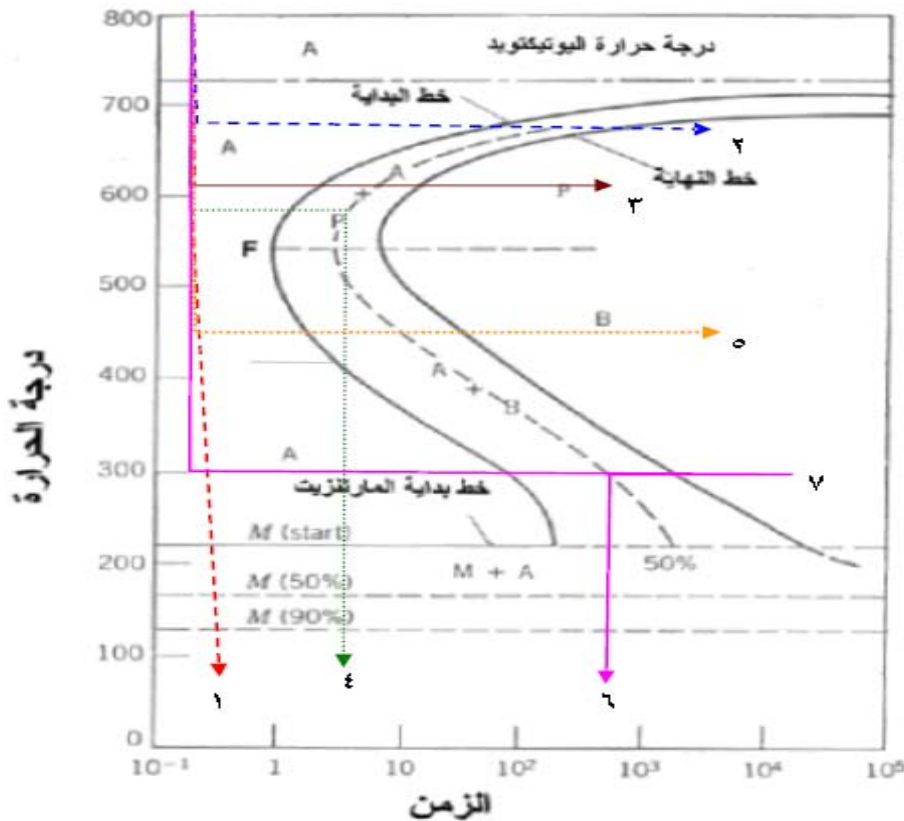 800
درجة حرارة اليوتيكتويد
A
خط البداية
700
٢
A
A
خط النهاية
600
+
P
٣
P
F
500
B
٥
400
A
+
B
درجة الحرارة
A
300
٧
خط بداية المارتنزيت
M (start)
200
M + A
50%
M (50%)
M (90%)
100
١
٤
٦
0
10⁻¹
1
10
10²
10³
10⁴
10⁵
الزمن